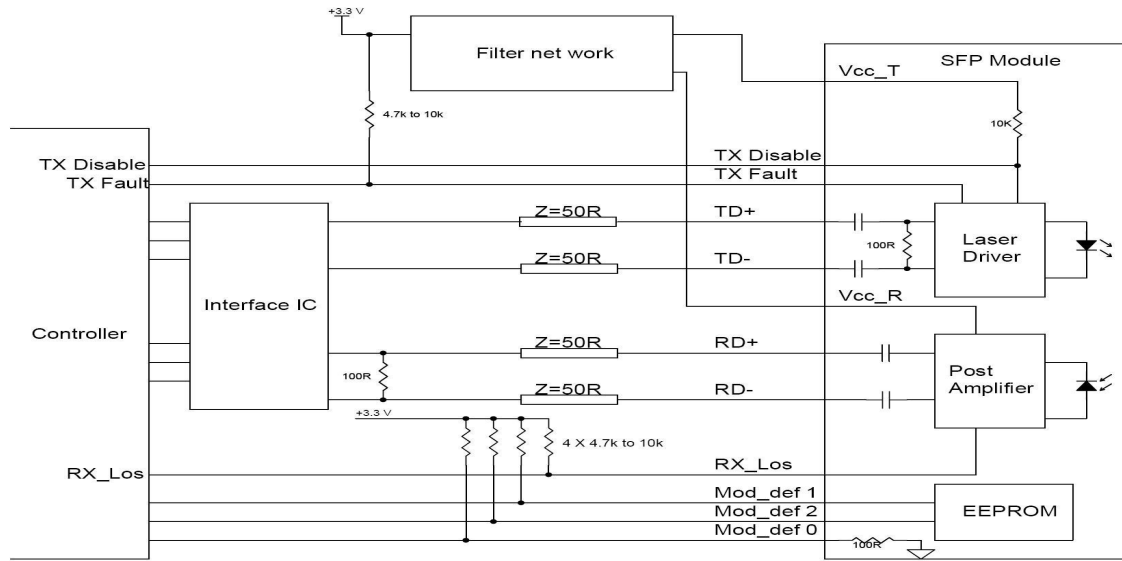 +3.3 V
Filter net work
SFP Module
Vcc_T
4.7k to 10k
10K
TX Disable
TX Disable
TX Fault
TX Fault
Z=50R
TD+
100R
Laser
Driver
Z=50R
TD-
Interface IC
Vcc_R
Controller
Z=50R
RD+
100R
Post
Amplifier
Z=50R
RD-
+3.3 V
4 X 4.7k to 10k
RX_Los
RX_Los
Mod_def 1
EEPROM
Mod_def 2
Mod_def 0
100R